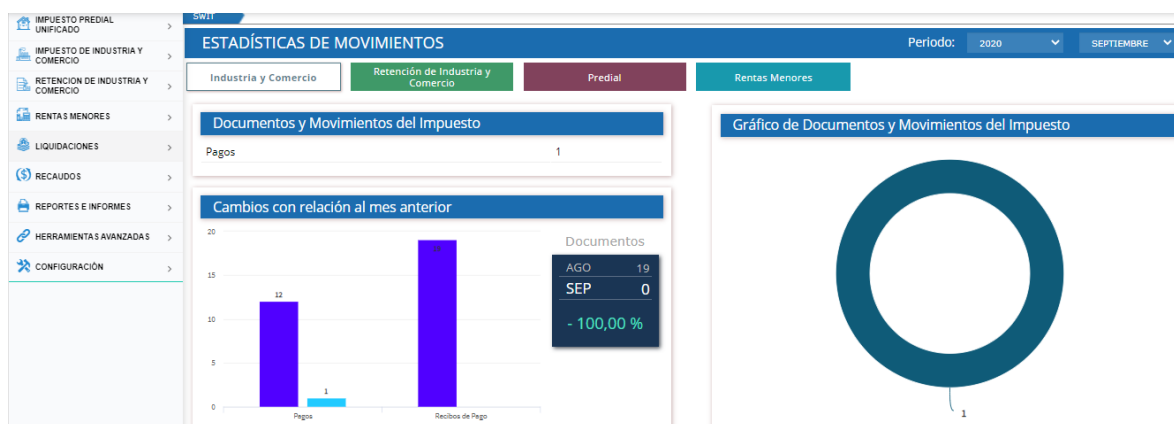 IMPUESTO PREDIAL
UNIFICADO
IMPUESTO DE INDUSTRIA Y
COMERCIO
RETENCION DE INDUSTRIA Y
COMERCIO
RENTAS MENORES
LIQUIDACIONES
RECAUDOS
REPORTES E INFORMES
HERRAMIENTAS AVANZADAS
CONFIGURACIÓN
SWIT
ESTADÍSTICAS DE MOVIMIENTOS
Periodo: 2020 SEPTIEMBRE
Industria y Comercio
Retención de Industria y
Comercio
Predial
Rentas Menores
Documentos y Movimientos del Impuesto
Pagos 1
Cambios con relación al mes anterior
20
15
10
5
0
12
1
19
Pagos
Recibos de Pago
Documentos
AGO 19
SEP 0
- 100,00 %
Gráfico de Documentos y Movimientos del Impuesto
1